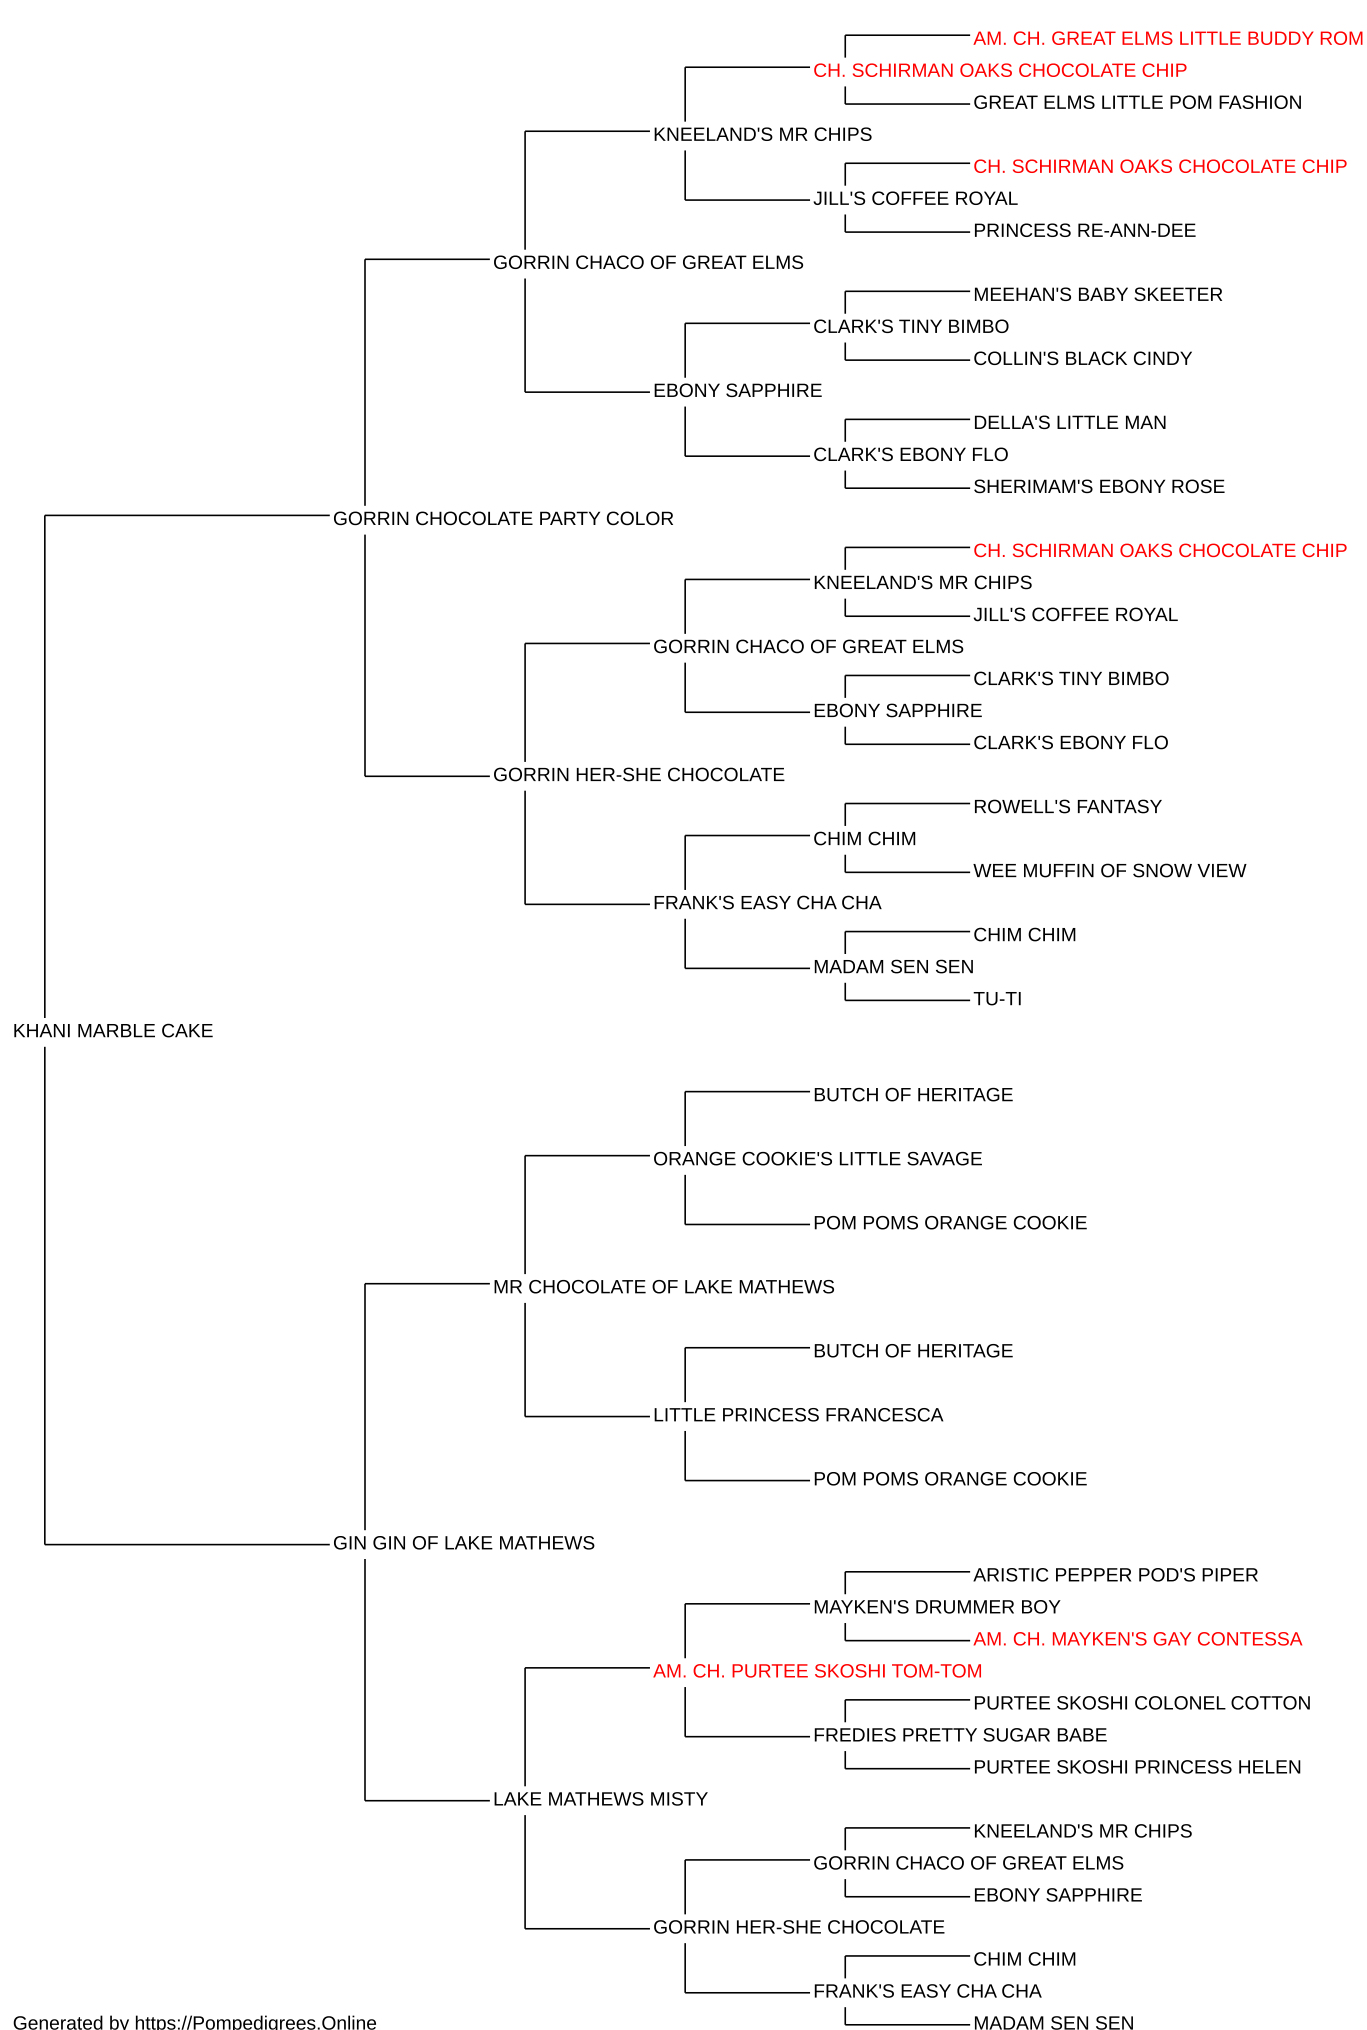 AM. CH. GREAT ELMS LITTLE BUDDY ROM
CH. SCHIRMAN OAKS CHOCOLATE CHIP
GREAT ELMS LITTLE POM FASHION
KNEELAND'S MR CHIPS
CH. SCHIRMAN OAKS CHOCOLATE CHIP
JILL'S COFFEE ROYAL
PRINCESS RE-ANN-DEE
GORRIN CHACO OF GREAT ELMS
MEEHAN'S BABY SKEETER
CLARK'S TINY BIMBO
COLLIN'S BLACK CINDY
EBONY SAPPHIRE
DELLA'S LITTLE MAN
CLARK'S EBONY FLO
SHERIMAM'S EBONY ROSE
GORRIN CHOCOLATE PARTY COLOR
CH. SCHIRMAN OAKS CHOCOLATE CHIP
KNEELAND'S MR CHIPS
JILL'S COFFEE ROYAL
GORRIN CHACO OF GREAT ELMS
CLARK'S TINY BIMBO
EBONY SAPPHIRE
CLARK'S EBONY FLO
GORRIN HER-SHE CHOCOLATE
ROWELL'S FANTASY
CHIM CHIM
WEE MUFFIN OF SNOW VIEW
FRANK'S EASY CHA CHA
CHIM CHIM
MADAM SEN SEN
TU-TI
KHANI MARBLE CAKE
BUTCH OF HERITAGE
ORANGE COOKIE'S LITTLE SAVAGE
POM POMS ORANGE COOKIE
MR CHOCOLATE OF LAKE MATHEWS
BUTCH OF HERITAGE
LITTLE PRINCESS FRANCESCA
POM POMS ORANGE COOKIE
GIN GIN OF LAKE MATHEWS
ARISTIC PEPPER POD'S PIPER
MAYKEN'S DRUMMER BOY
AM. CH. MAYKEN'S GAY CONTESSA
AM. CH. PURTEE SKOSHI TOM-TOM
PURTEE SKOSHI COLONEL COTTON
FREDIES PRETTY SUGAR BABE
PURTEE SKOSHI PRINCESS HELEN
LAKE MATHEWS MISTY
KNEELAND'S MR CHIPS
GORRIN CHACO OF GREAT ELMS
EBONY SAPPHIRE
GORRIN HER-SHE CHOCOLATE
CHIM CHIM
FRANK'S EASY CHA CHA
MADAM SEN SEN
Generated by https://Pompedigrees.Online